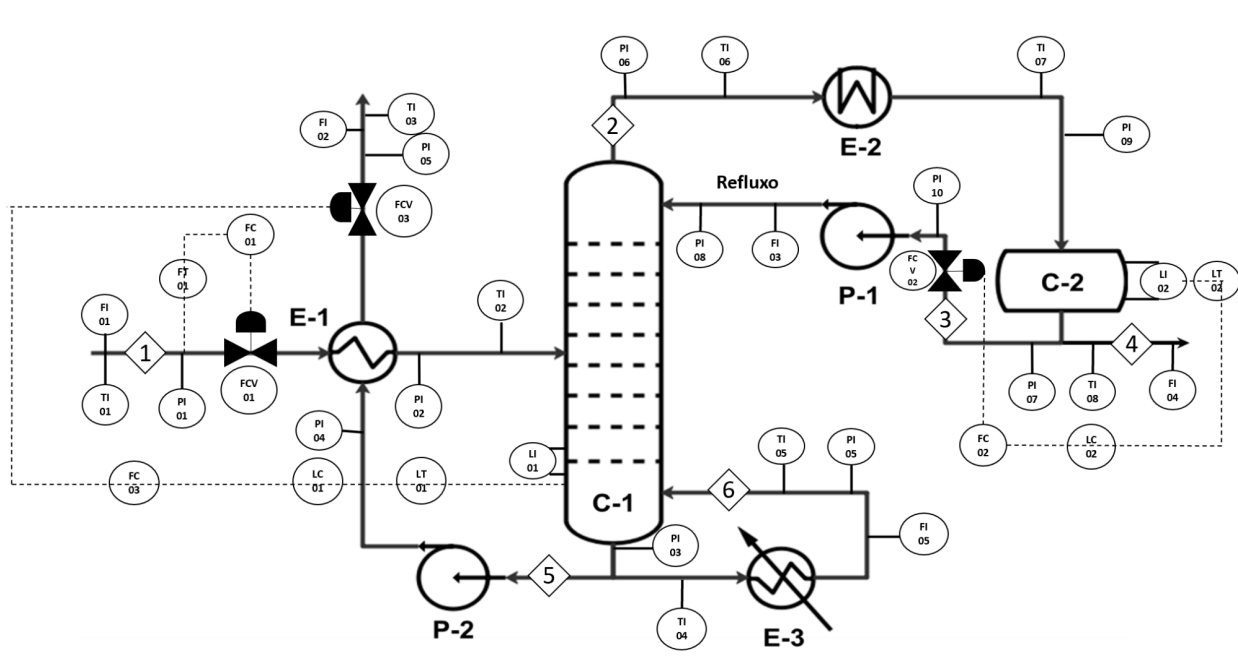 PI
06
TI
06
TI
07
E-2
2
PI
09
FI
02
TI
03
PI
05
FCV
03
Refluxo
PI
10
PI
08
FI
03
FC
V
02
P-1
C-2
LI
02
LT
02
FC
01
FT
01
FI
01
E-1
TI
02
3
4
1
TI
01
PI
01
FCV
01
PI
02
PI
07
TI
08
FI
04
PI
04
FC
02
LC
02
LI
01
TI
05
PI
05
FC
03
LC
01
LT
01
6
C-1
PI
03
FI
05
5
P-2
TI
04
E-3